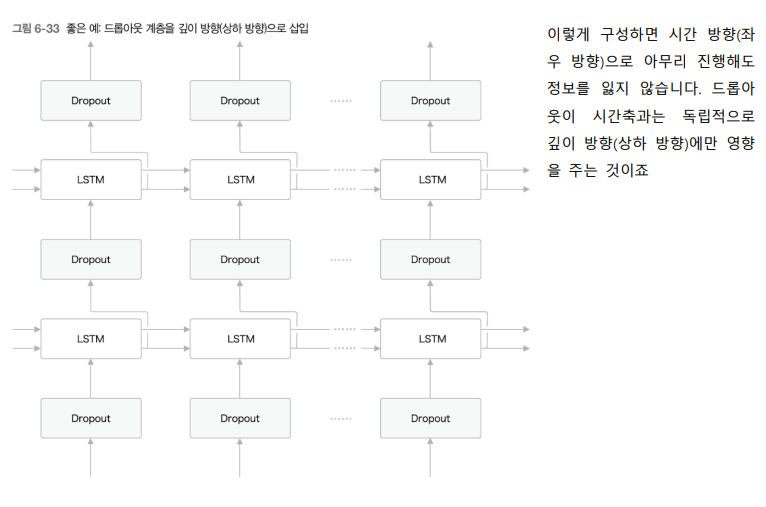 그림 6-33 좋은 예: 드롭아웃 계층을 깊이 방향(상하 방향)으로 삽입
이렇게 구성하면 시간 방향(좌
우 방향)으로 아무리 진행해도
정보를 잃지 않습니다. 드롭아
웃이 시간축과는 독립적으로
깊이 방향(상하 방향)에만 영향
을 주는 것이죠
Dropout Dropout ...... Dropout
LSTM LSTM ...... ...... LSTM
Dropout Dropout ...... Dropout
LSTM LSTM ...... ...... LSTM
Dropout Dropout ...... Dropout